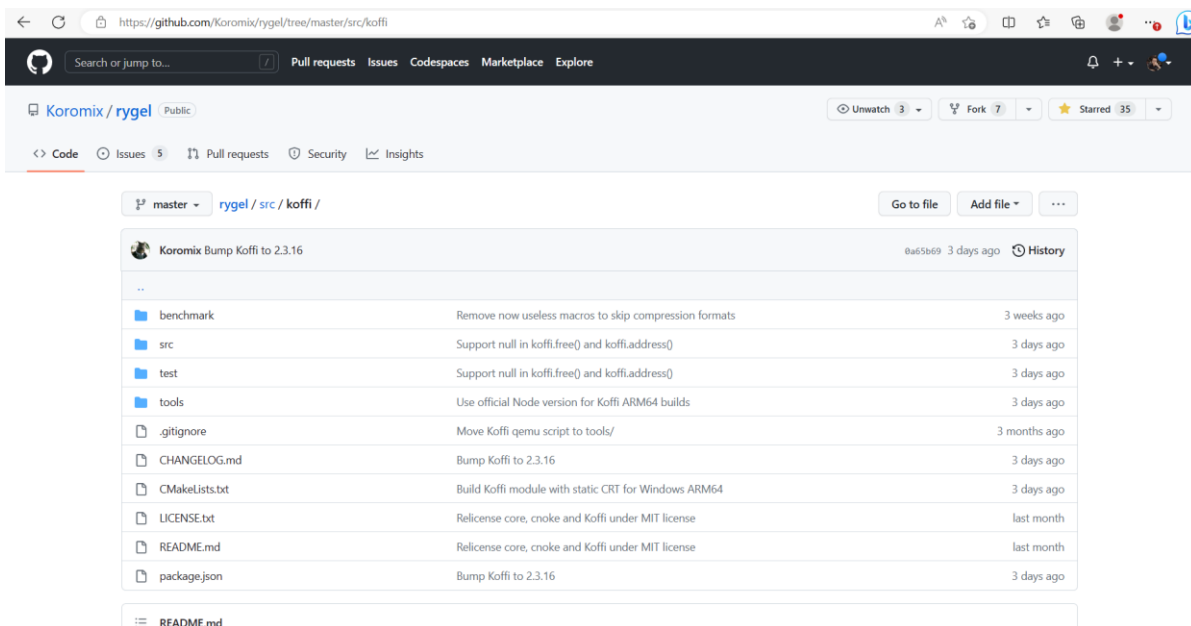 https://github.com/Koromix/rygel/tree/master/src/koffi
Search or jump to... / Pull requests Issues Codespaces Marketplace Explore
Koromix / rygel Public Unwatch 3 Fork 7 Starred 35
Code Issues 5 Pull requests Security Insights
master rygel / src / koffi / Go to file Add file ...
Koromix Bump Koffi to 2.3.16 0a65b69 3 days ago History
..
benchmark Remove now useless macros to skip compression formats 3 weeks ago
src Support null in koffi.free() and koffi.address() 3 days ago
test Support null in koffi.free() and koffi.address() 3 days ago
tools Use official Node version for Koffi ARM64 builds 3 days ago
.gitignore Move Koffi qemu script to tools/ 3 months ago
CHANGELOG.md Bump Koffi to 2.3.16 3 days ago
CMakeLists.txt Build Koffi module with static CRT for Windows ARM64 3 days ago
LICENSE.txt Relicense core, cnoke and Koffi under MIT license last month
README.md Relicense core, cnoke and Koffi under MIT license last month
package.json Bump Koffi to 2.3.16 3 days ago
README.md